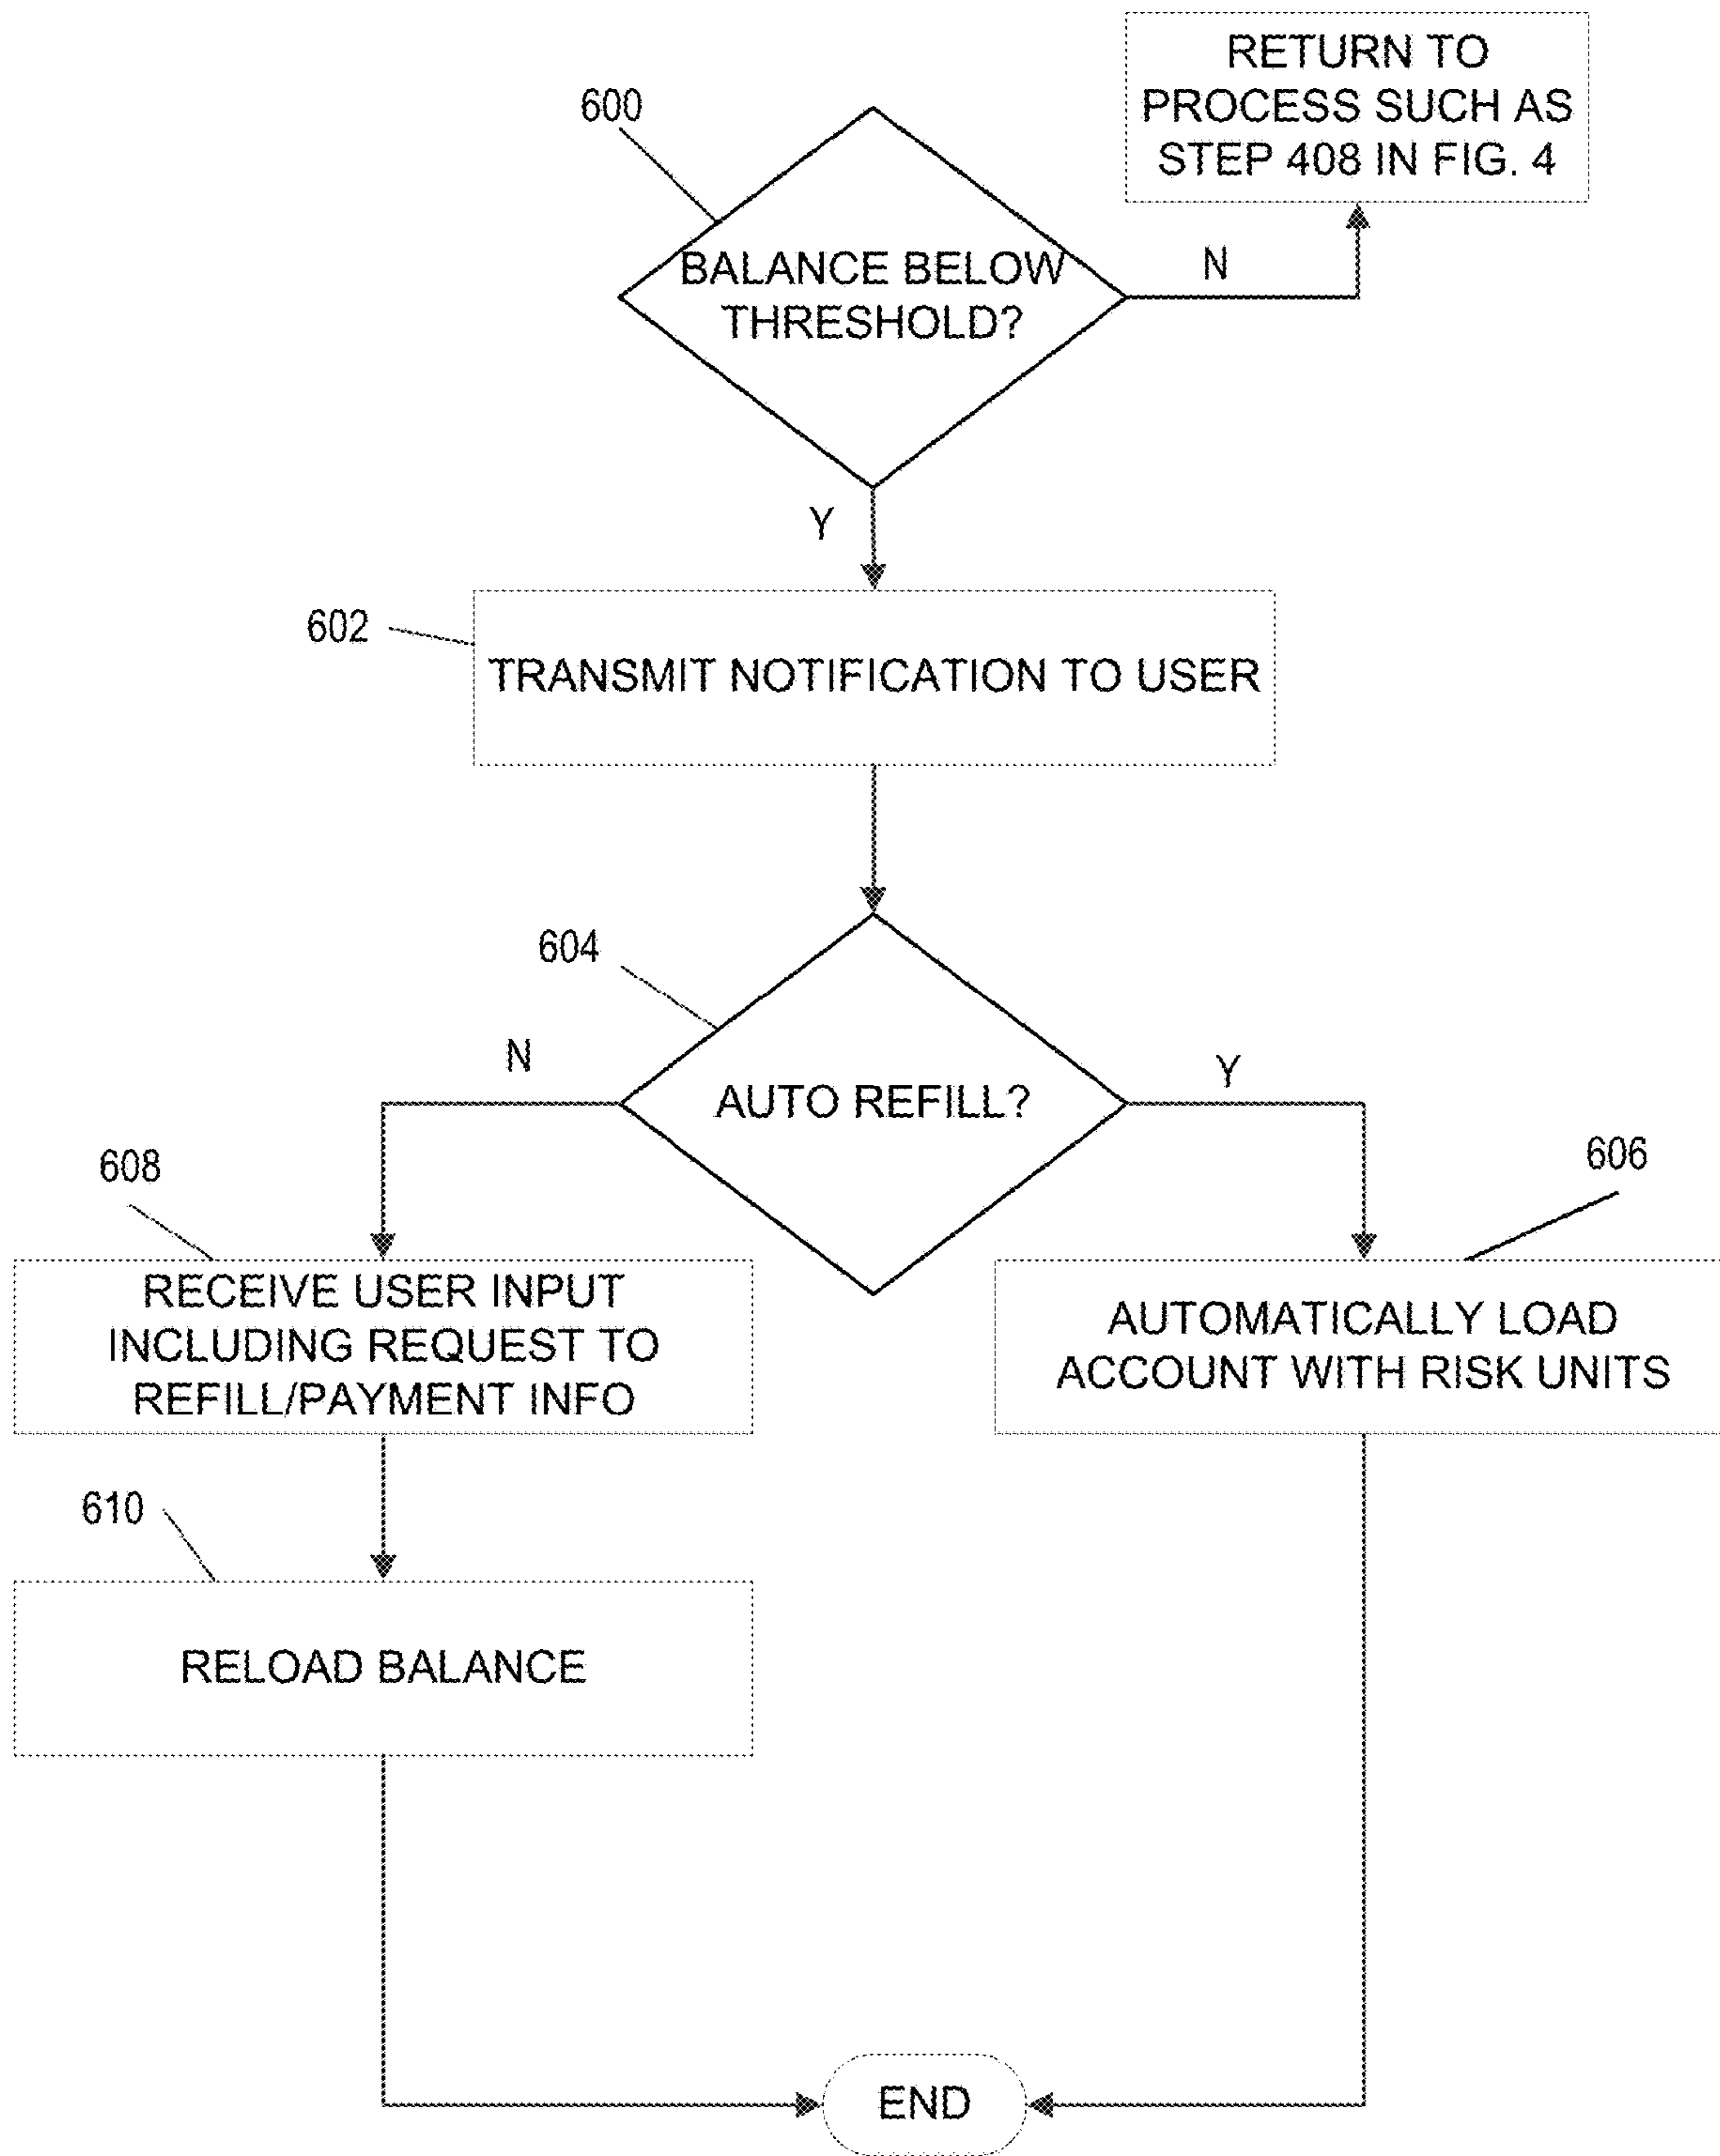 RETURN TO
PROCESS SUCH AS
STEP 408 IN FIG. 4
600
BALANCE BELOW
THRESHOLD?
N
Y
602
TRANSMIT NOTIFICATION TO USER
604
AUTO REFILL?
N
Y
608
RECEIVE USER INPUT
INCLUDING REQUEST TO
REFILL/PAYMENT INFO
606
AUTOMATICALLY LOAD
ACCOUNT WITH RISK UNITS
610
RELOAD BALANCE
END